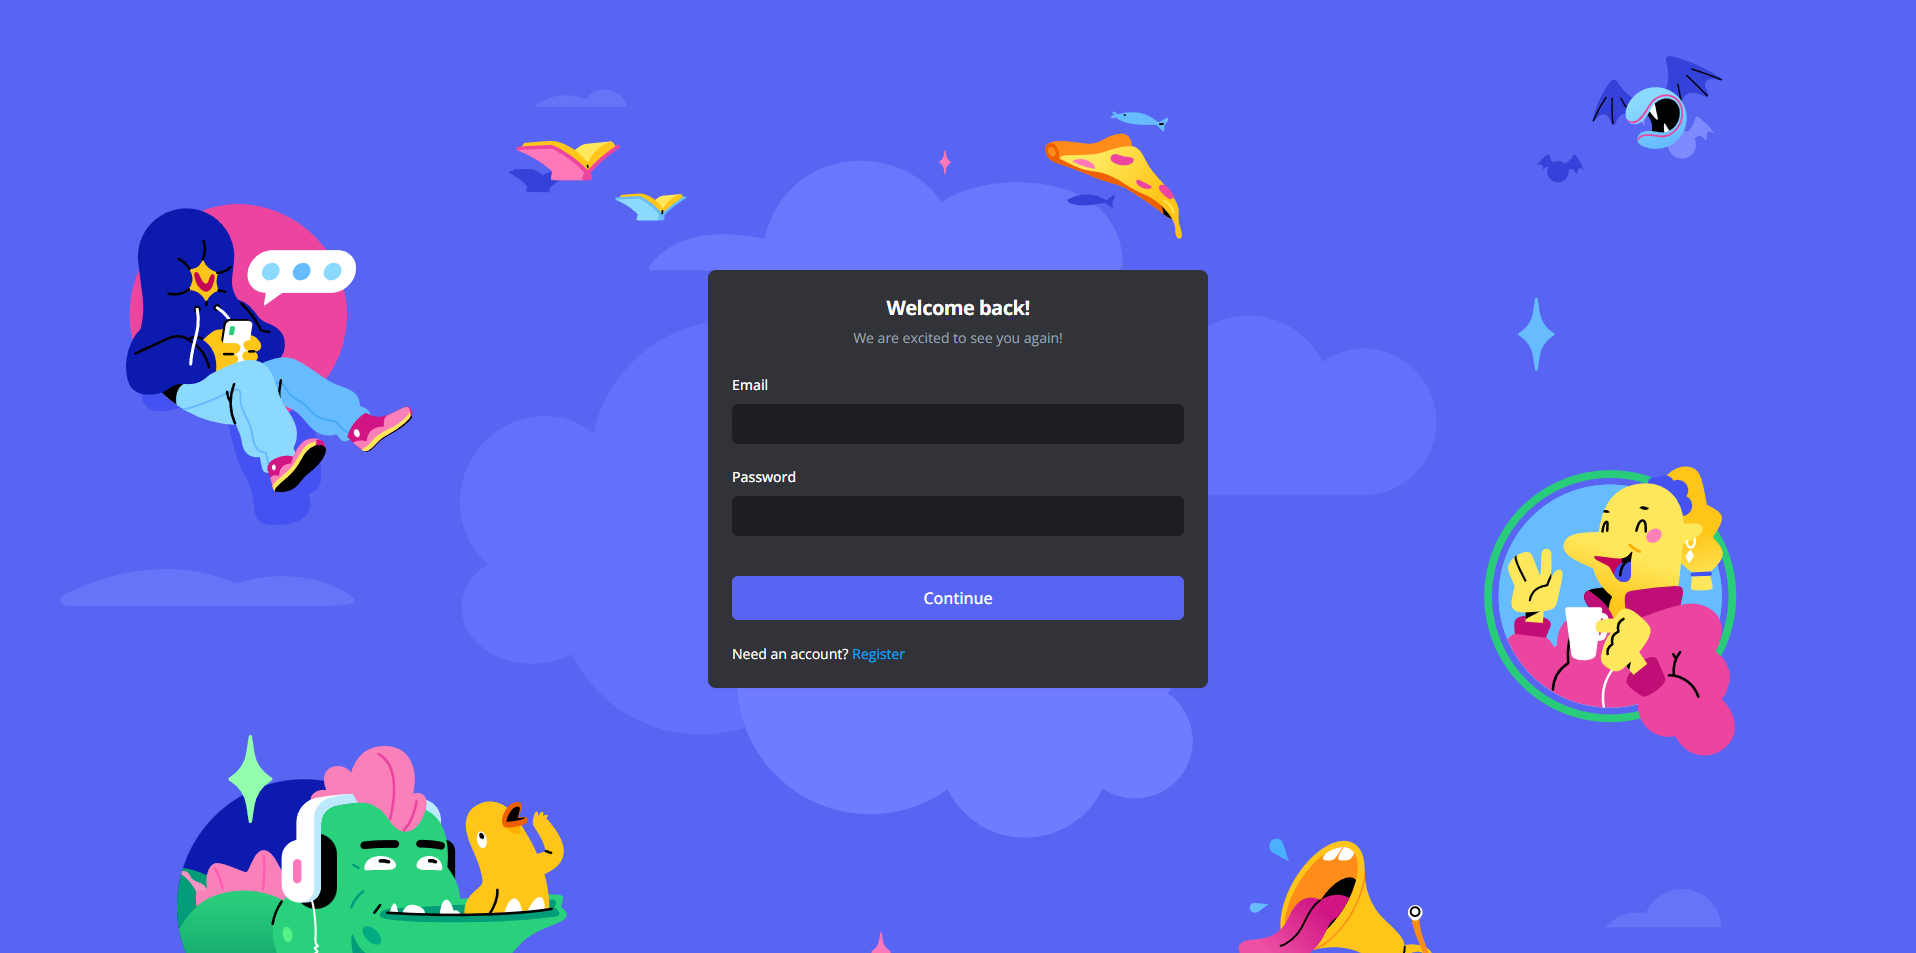 Welcome back!
We are excited to see you again!
Email
Password
Continue
Need an account? Register